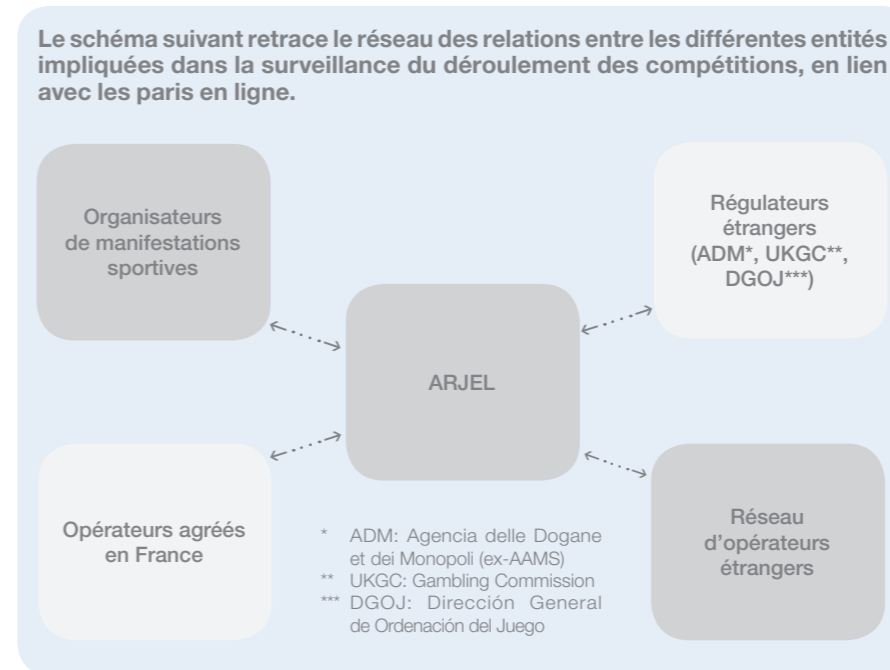 Le schéma suivant retrace le réseau des relations entre les différentes entités
impliquées dans la surveillance du déroulement des compétitions, en lien
avec les paris en ligne.
Organisateurs
de manifestations
sportives
Régulateurs
étrangers
(ADM*, UKGC**,
DGOJ***)
ARJEL
Opérateurs agréés
en France
Réseau
d'opérateurs
étrangers
* ADM: Agencia delle Dogane
et dei Monopoli (ex-AAMS)
** UKGC: Gambling Commission
*** DGOJ: Dirección General
de Ordenación del Juego